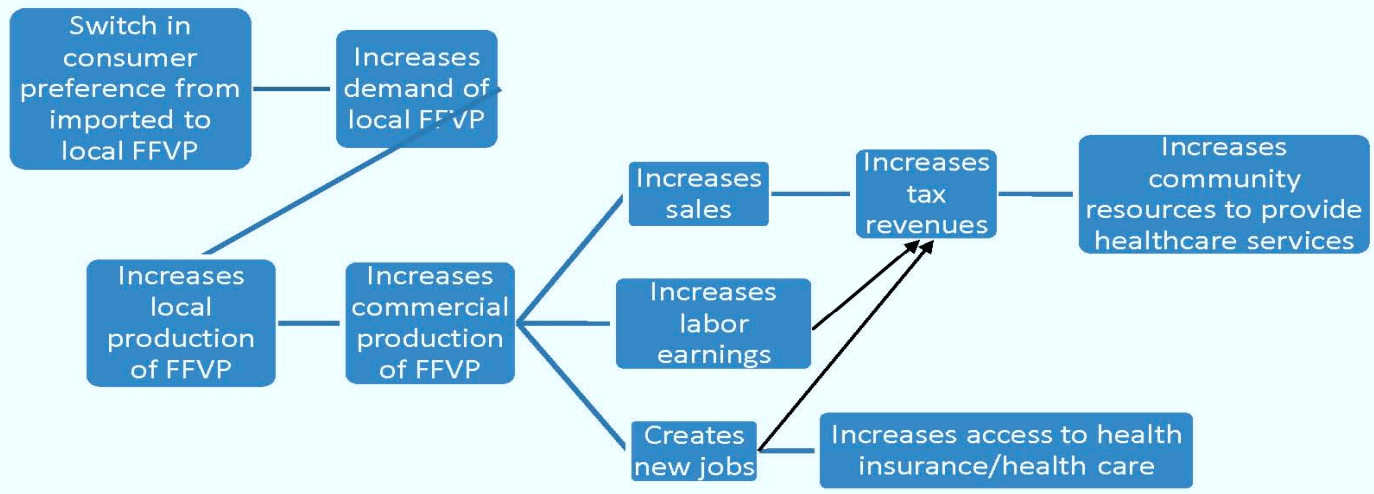 Switch in
consumer
preference from
imported to
local FFVP
Increases
demand of
local FFVP
Increases
local
production
of FFVP
Increases
commercial
production
of FFVP
Increases
sales
Increases
labor
earnings
Creates
new jobs
Increases
tax
revenues
Increases
community
resources to provide
healthcare services
Increases access to health
insurance/health care